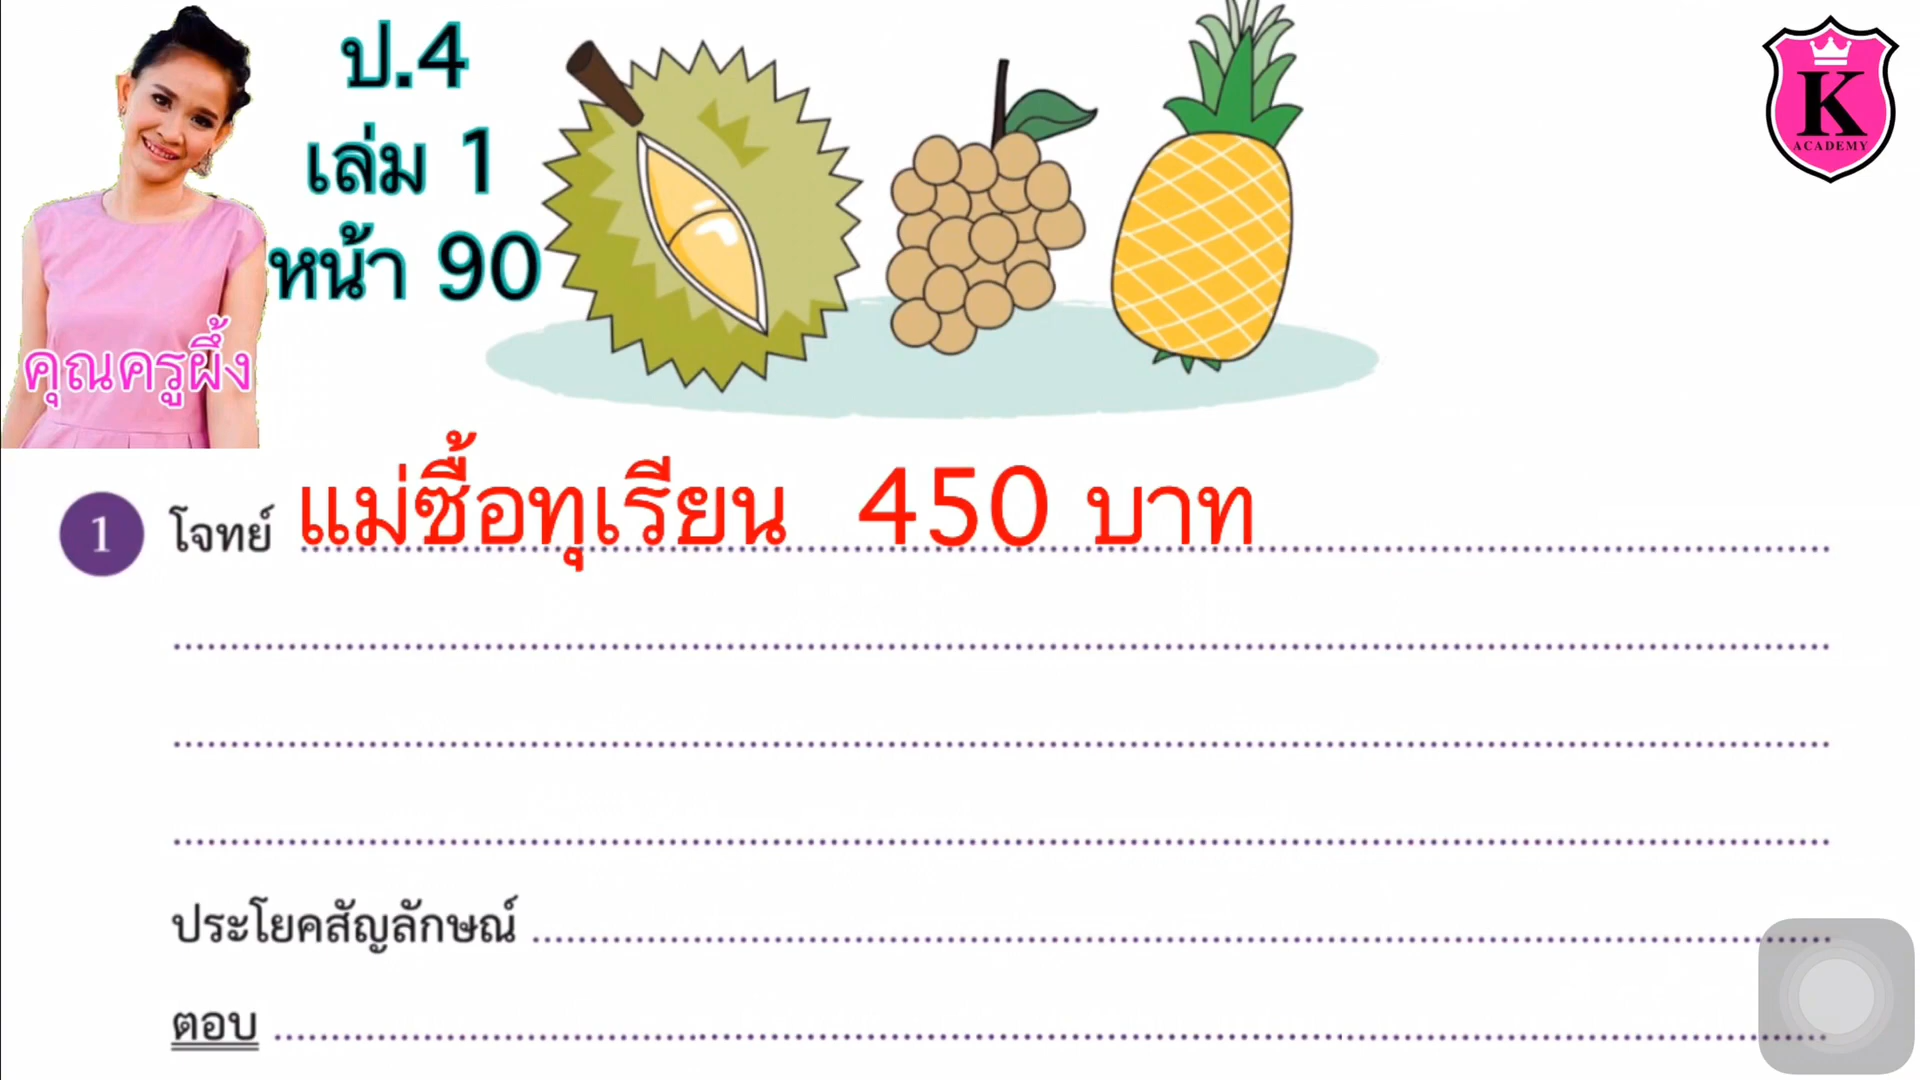 ป.4
เล่ม 1
หน้า 90
คุณครูผึ้ง
K
ACADEMY
1 โจทย์ แม่ซื้อทุเรียน 450 บาท
ประโยคสัญลักษณ์
ตอบ